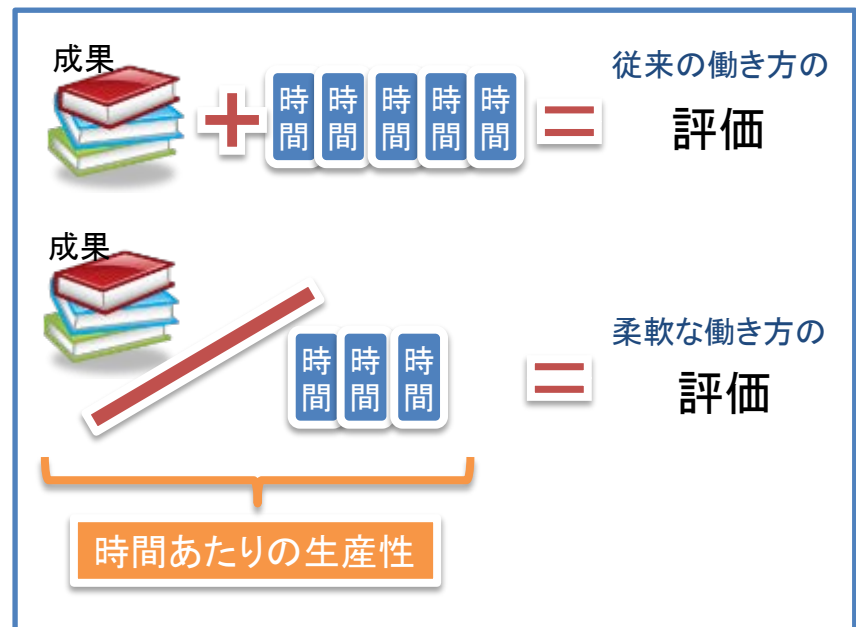 成果
時間
時間
時間
時間
時間
従来の働き方の
評価
成果
時間
時間
時間
柔軟な働き方の
評価
時間あたりの生産性